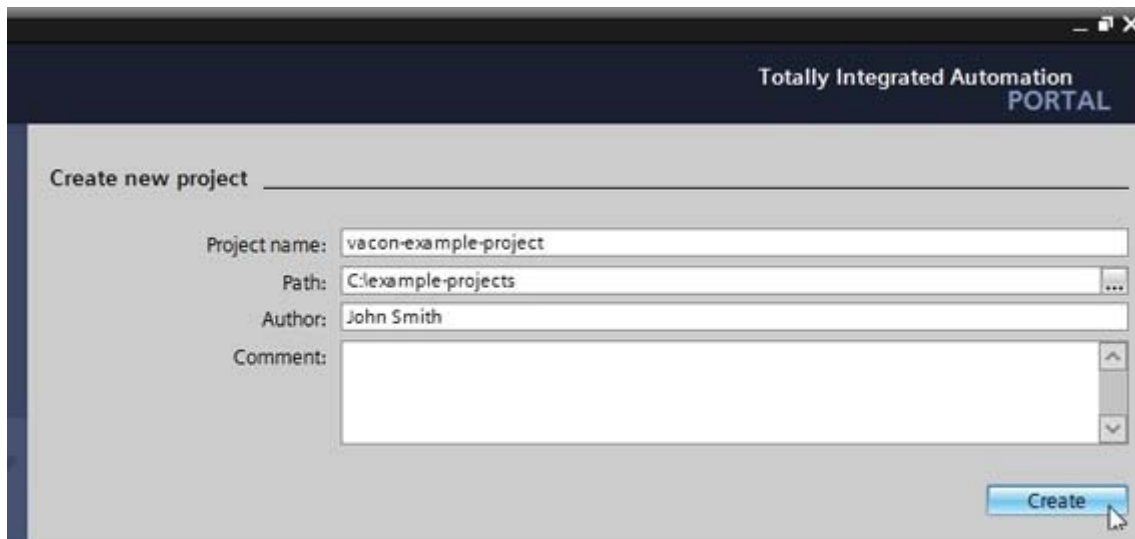 Totally Integrated Automation
PORTAL
Create new project
Project name: vacon-example-project
Path: C:\example-projects
...
Author: John Smith
Comment:
Create